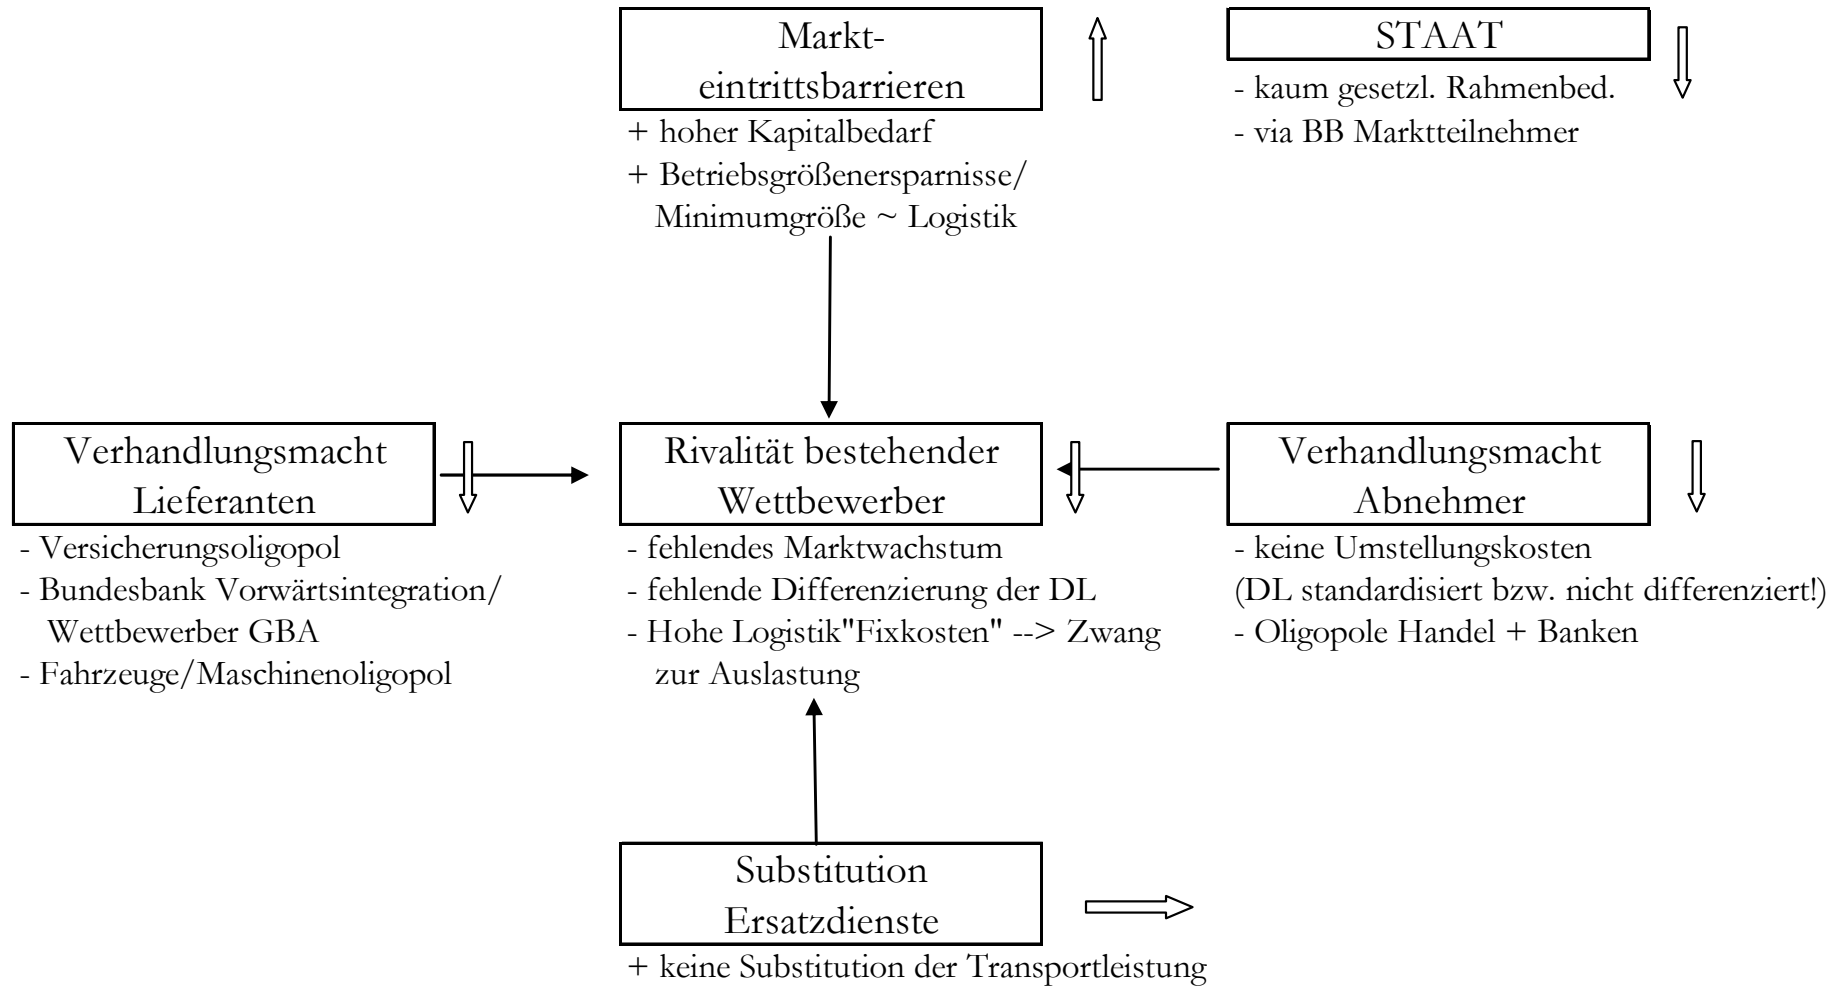 Markt-
eintrittsbarrieren
+ hoher Kapitalbedarf
+ Betriebsgrößenersparnisse/
Minimumgröße ~ Logistik
STAAT
- kaum gesetzl. Rahmenbed.
- via BB Marktteilnehmer
Verhandlungsmacht
Lieferanten
- Versicherungsoligopol
- Bundesbank Vorwärtsintegration/
Wettbewerber GBA
- Fahrzeuge/Maschinenoligopol
Rivalität bestehender
Wettbewerber
- fehlendes Marktwachstum
- fehlende Differenzierung der DL
- Hohe Logistik"Fixkosten" --> Zwang
zur Auslastung
Verhandlungsmacht
Abnehmer
- keine Umstellungskosten
(DL standardisiert bzw. nicht differenziert!)
- Oligopole Handel + Banken
Substitution
Ersatzdienste
+ keine Substitution der Transportleistung